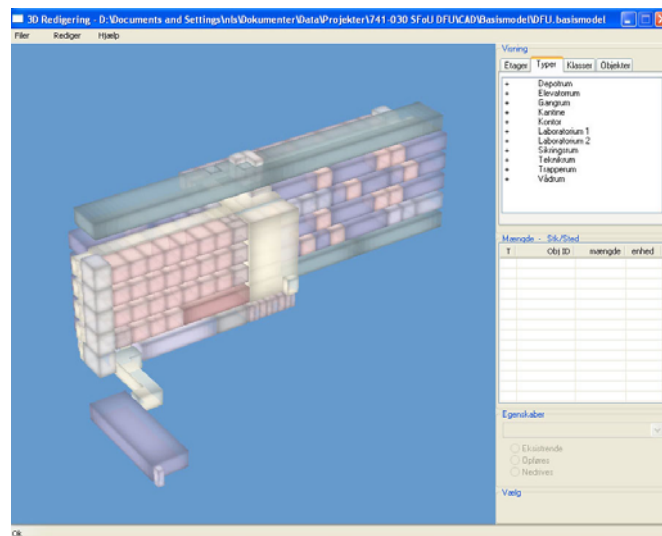 3D Redigering - D:\Documents and Settings\nls\Dokumenter\Data\Projekter\741-030 SFoU DFU\CAD\Basismodel\DFU.basismodel
Filer Rediger Hjælp
Visning
Etager Typer Klasser Objekter
+ Depotrum
+ Elevatorrum
+ Gangrum
+ Kantine
+ Kontor
+ Laboratorium 1
+ Laboratorium 2
+ Sikringsrum
+ Teknikrum
+ Trapperum
+ Vådrum
Mængde - Stk/Sted
T Obj ID mængde enhed
Egenskaber
Eksisterende
Opføres
Nedrives
Vælg
Ok